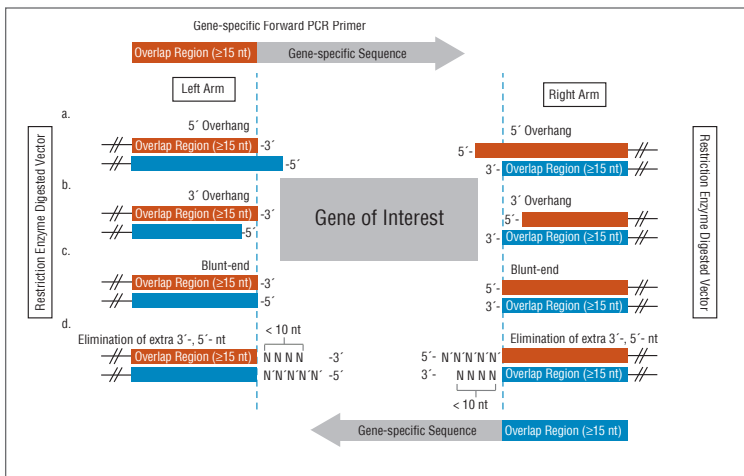 Gene-specific Forward PCR Primer
Overlap Region (≥15 nt)
Gene-specific Sequence
Left Arm
Right Arm
Restriction Enzyme Digested Vector
Restriction Enzyme Digested Vector
a.
5´ Overhang
Overlap Region (≥15 nt)
-3´
-5´
5´ Overhang
5´-
3´-
Overlap Region (≥15 nt)
b.
3´ Overhang
Overlap Region (≥15 nt)
-3´
-5´
Gene of Interest
3´ Overhang
5´-
3´-
Overlap Region (≥15 nt)
c.
Blunt-end
Overlap Region (≥15 nt)
-3´
-5´
Blunt-end
5´-
3´-
Overlap Region (≥15 nt)
d.
< 10 nt
Elimination of extra 3´-, 5´- nt
Overlap Region (≥15 nt)
N N N N
-3´
N´N´N´N´N´
-5´
Elimination of extra 3´-, 5´- nt
5´-
N´N´N´N´N´
3´-
N N N N
Overlap Region (≥15 nt)
< 10 nt
Gene-specific Sequence
Overlap Region (≥15 nt)